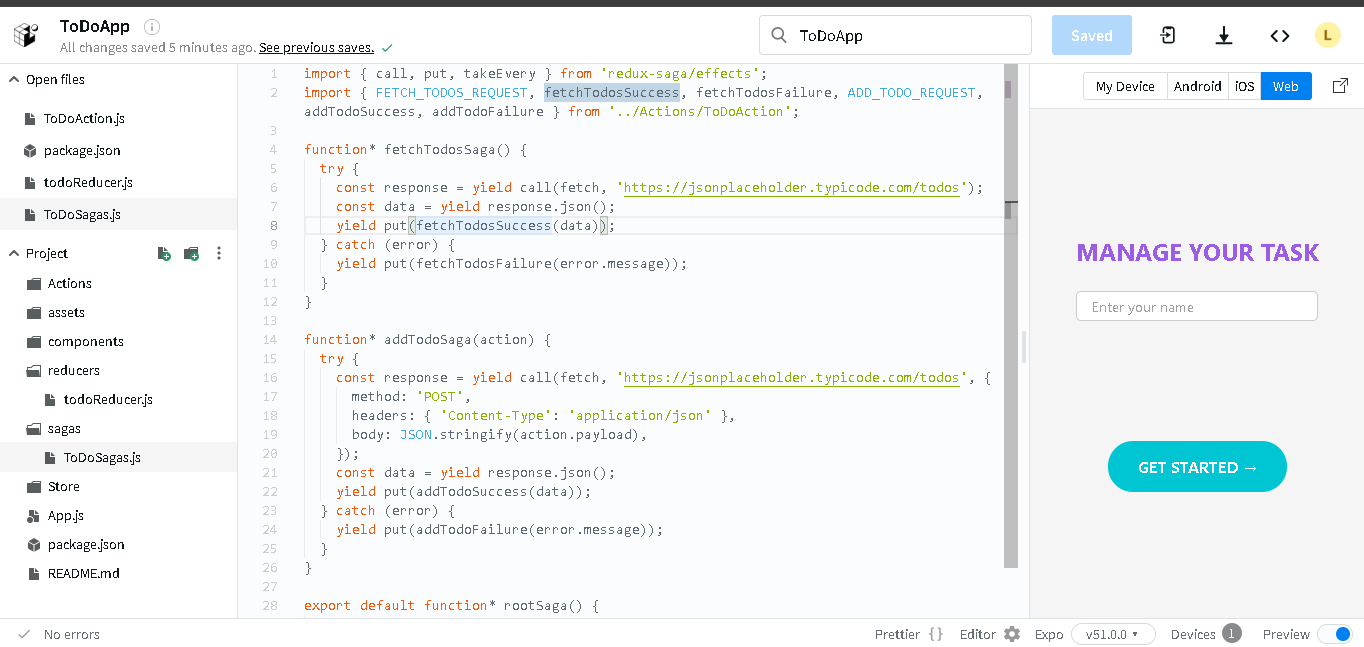 ToDoApp
All changes saved 5 minutes ago. See previous saves.
ToDoApp
Saved
L
Open files
ToDoAction.js
package.json
todoReducer.js
ToDoSagas.js
Project
Actions
assets
components
reducers
todoReducer.js
sagas
ToDoSagas.js
Store
App.js
package.json
README.md
1 import { call, put, takeEvery } from 'redux-saga/effects';
2 import { FETCH_TODOS_REQUEST, fetchTodosSuccess, fetchTodosFailure, ADD_TODO_REQUEST,
addTodoSuccess, addTodoFailure } from '../Actions/ToDoAction';
3
4 function* fetchTodosSaga() {
5 try {
6 const response = yield call(fetch, 'https://jsonplaceholder.typicode.com/todos');
7 const data = yield response.json();
8 yield put(fetchTodosSuccess(data));
9 } catch (error) {
10 yield put(fetchTodosFailure(error.message));
11 }
12 }
13
14 function* addTodoSaga(action) {
15 try {
16 const response = yield call(fetch, 'https://jsonplaceholder.typicode.com/todos', {
17 method: 'POST',
18 headers: { 'Content-Type': 'application/json' },
19 body: JSON.stringify(action.payload),
20 });
21 const data = yield response.json();
22 yield put(addTodoSuccess(data));
23 } catch (error) {
24 yield put(addTodoFailure(error.message));
25 }
26 }
27
28 export default function* rootSaga() {
My Device Android iOS Web
MANAGE YOUR TASK
Enter your name
GET STARTED →
No errors
Prettier {} Editor Expo v51.0.0 Devices 1 Preview